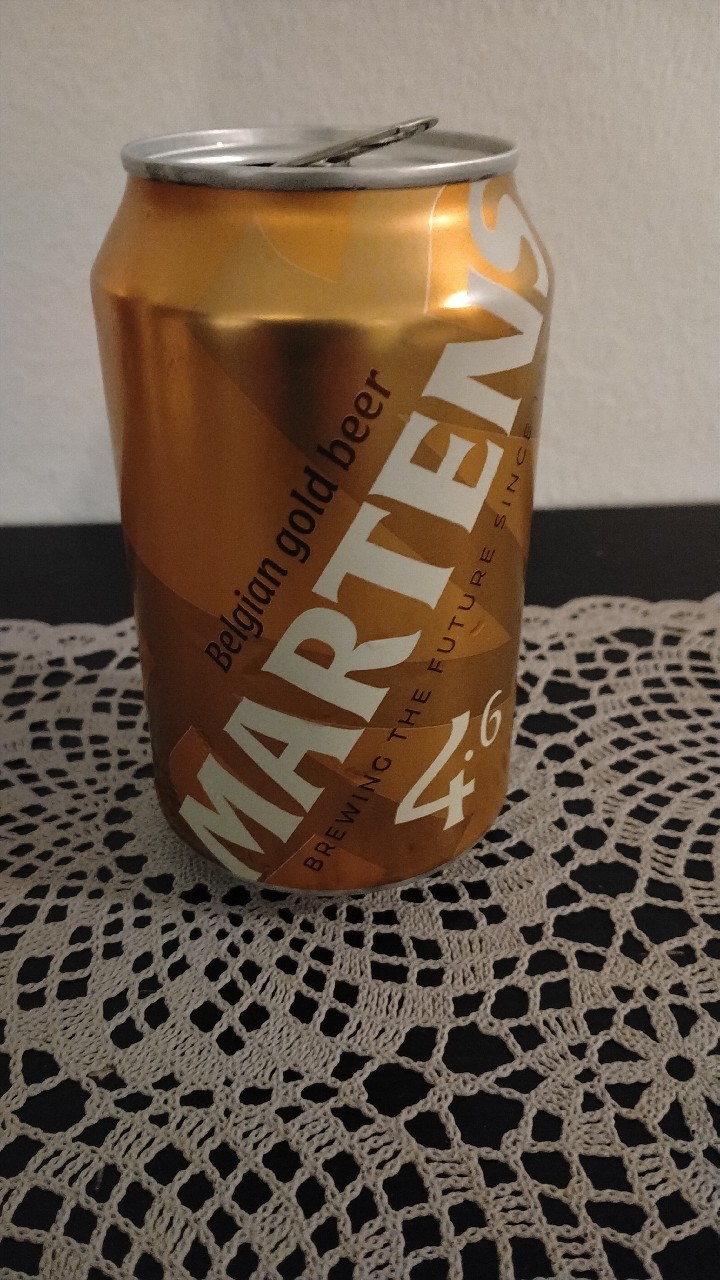 Belgian gold beer
MARTENS
BREWING THE FUTURE SINCE
4.6